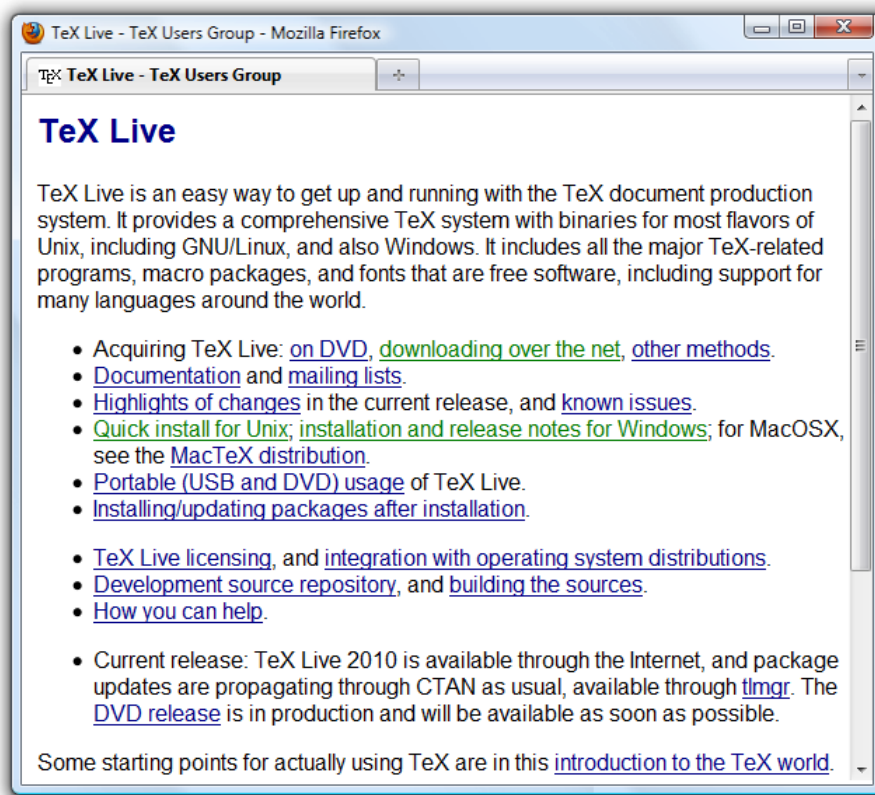 TeX Live - TeX Users Group - Mozilla Firefox
TeX TeX Live - TeX Users Group
TeX Live
TeX Live is an easy way to get up and running with the TeX document production
system. It provides a comprehensive TeX system with binaries for most flavors of
Unix, including GNU/Linux, and also Windows. It includes all the major TeX-related
programs, macro packages, and fonts that are free software, including support for
many languages around the world.
• Acquiring TeX Live: on DVD, downloading over the net, other methods.
• Documentation and mailing lists.
• Highlights of changes in the current release, and known issues.
• Quick install for Unix; installation and release notes for Windows; for MacOSX,
see the MacTeX distribution.
• Portable (USB and DVD) usage of TeX Live.
• Installing/updating packages after installation.
• TeX Live licensing, and integration with operating system distributions.
• Development source repository, and building the sources.
• How you can help.
• Current release: TeX Live 2010 is available through the Internet, and package
updates are propagating through CTAN as usual, available through tlmgr. The
DVD release is in production and will be available as soon as possible.
Some starting points for actually using TeX are in this introduction to the TeX world.